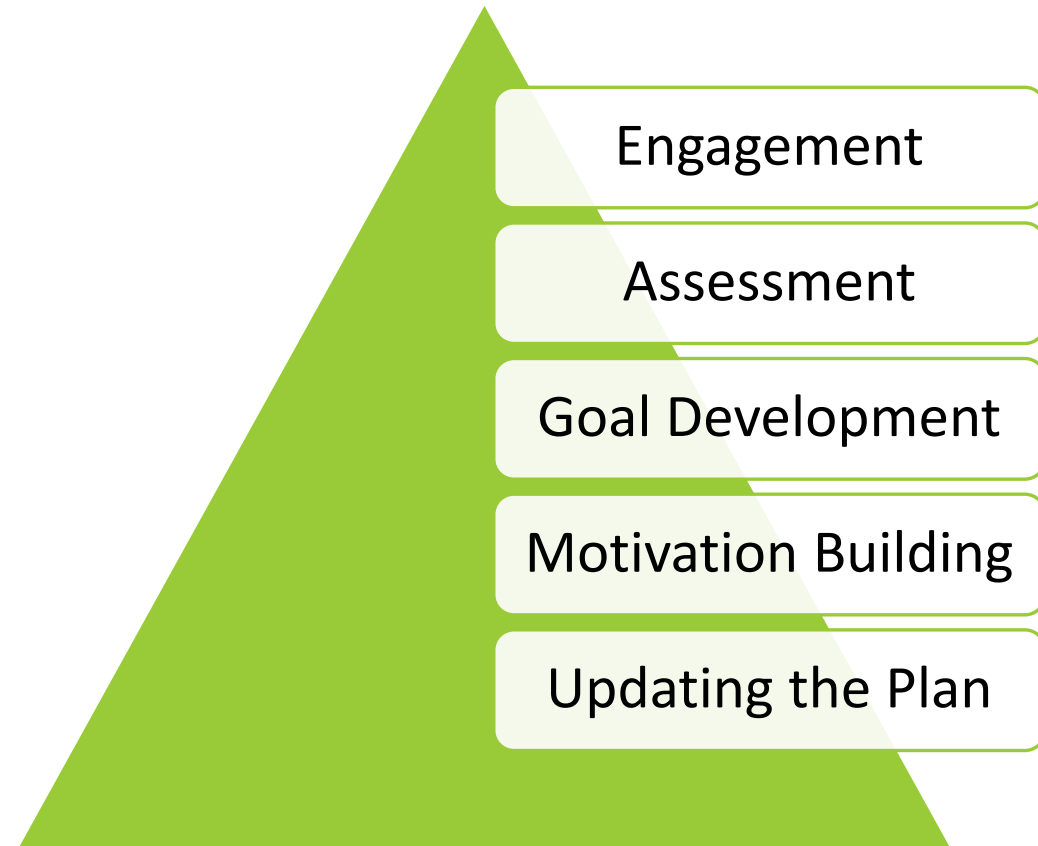 Engagement
Assessment
Goal Development
Motivation Building
Updating the Plan